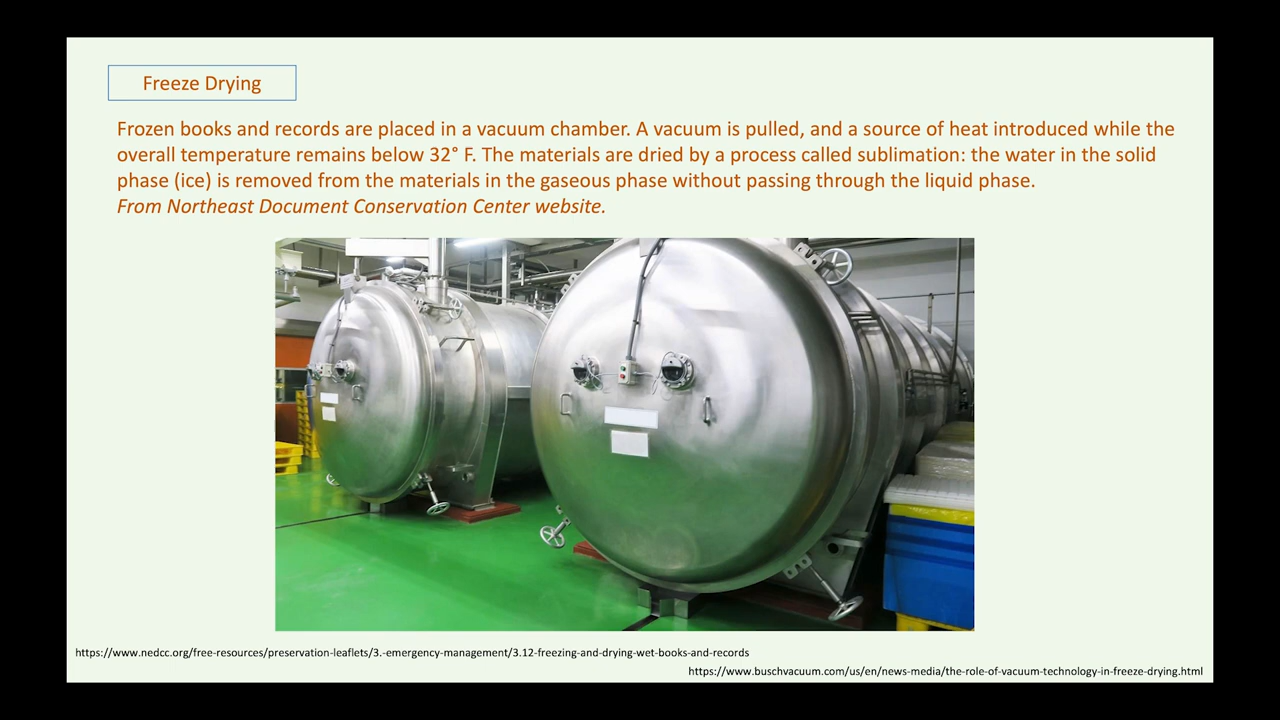 Freeze Drying
Frozen books and records are placed in a vacuum chamber. A vacuum is pulled, and a source of heat introduced while the
overall temperature remains below 32° F. The materials are dried by a process called sublimation: the water in the solid
phase (ice) is removed from the materials in the gaseous phase without passing through the liquid phase.
From Northeast Document Conservation Center website.
https://www.nedcc.org/free-resources/preservation-leaflets/3.-emergency-management/3.12-freezing-and-drying-wet-books-and-records
https://www.buschvacuum.com/us/en/news-media/the-role-of-vacuum-technology-in-freeze-drying.html